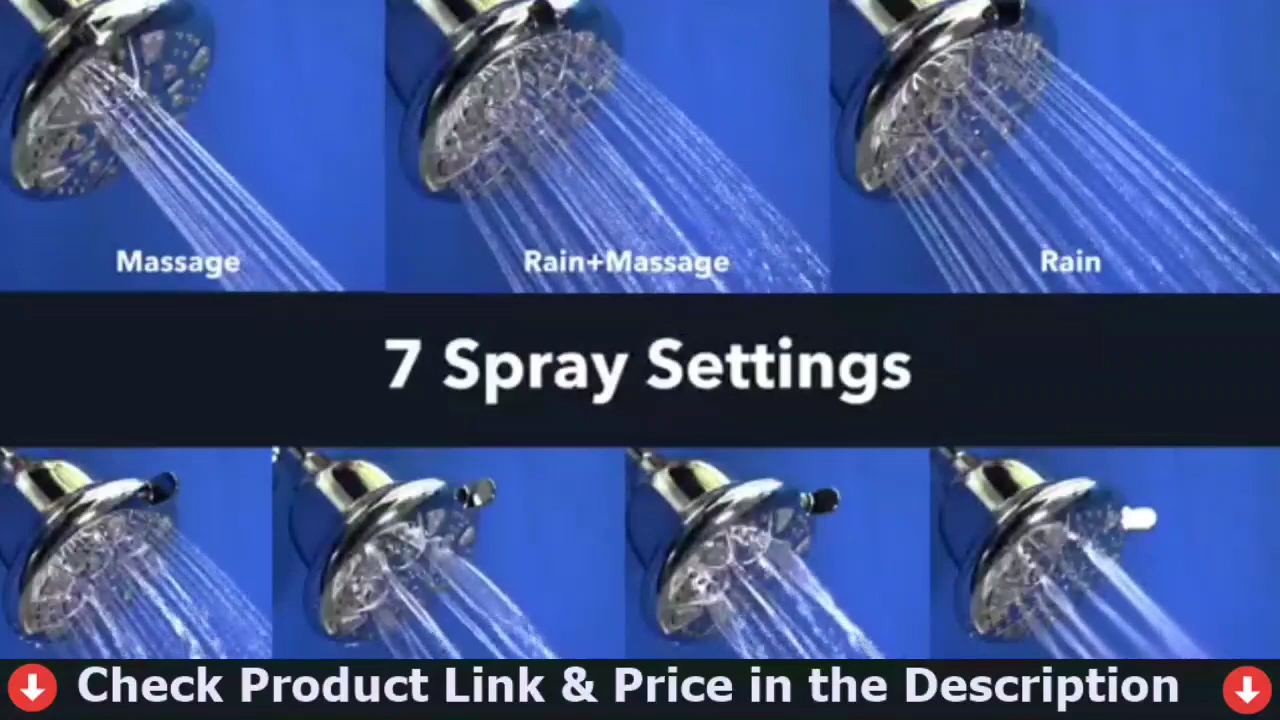 Massage
Rain+Massage
Rain
7 Spray Settings
Check Product Link & Price in the Description